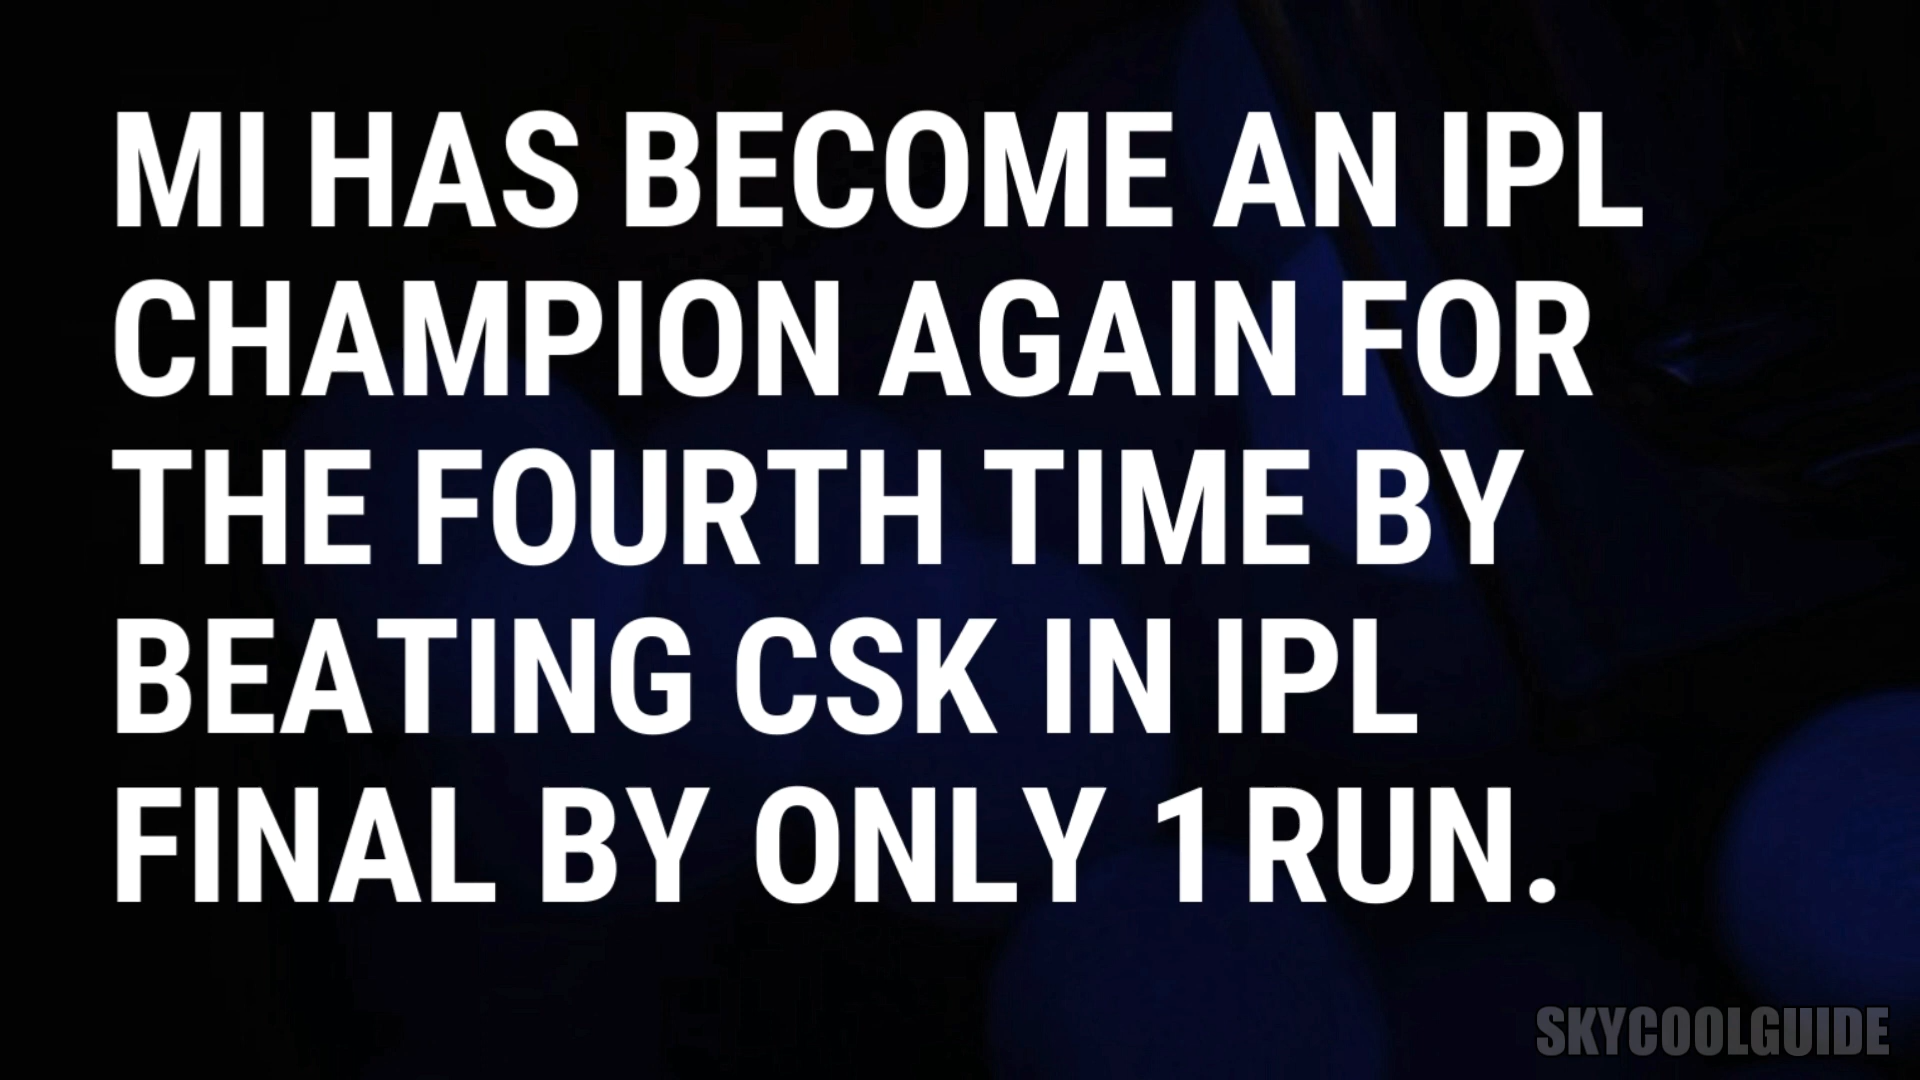 MI HAS BECOME AN IPL
CHAMPION AGAIN FOR
THE FOURTH TIME BY
BEATING CSK IN IPL
FINAL BY ONLY 1 RUN.
SKYCOOLGUIDE